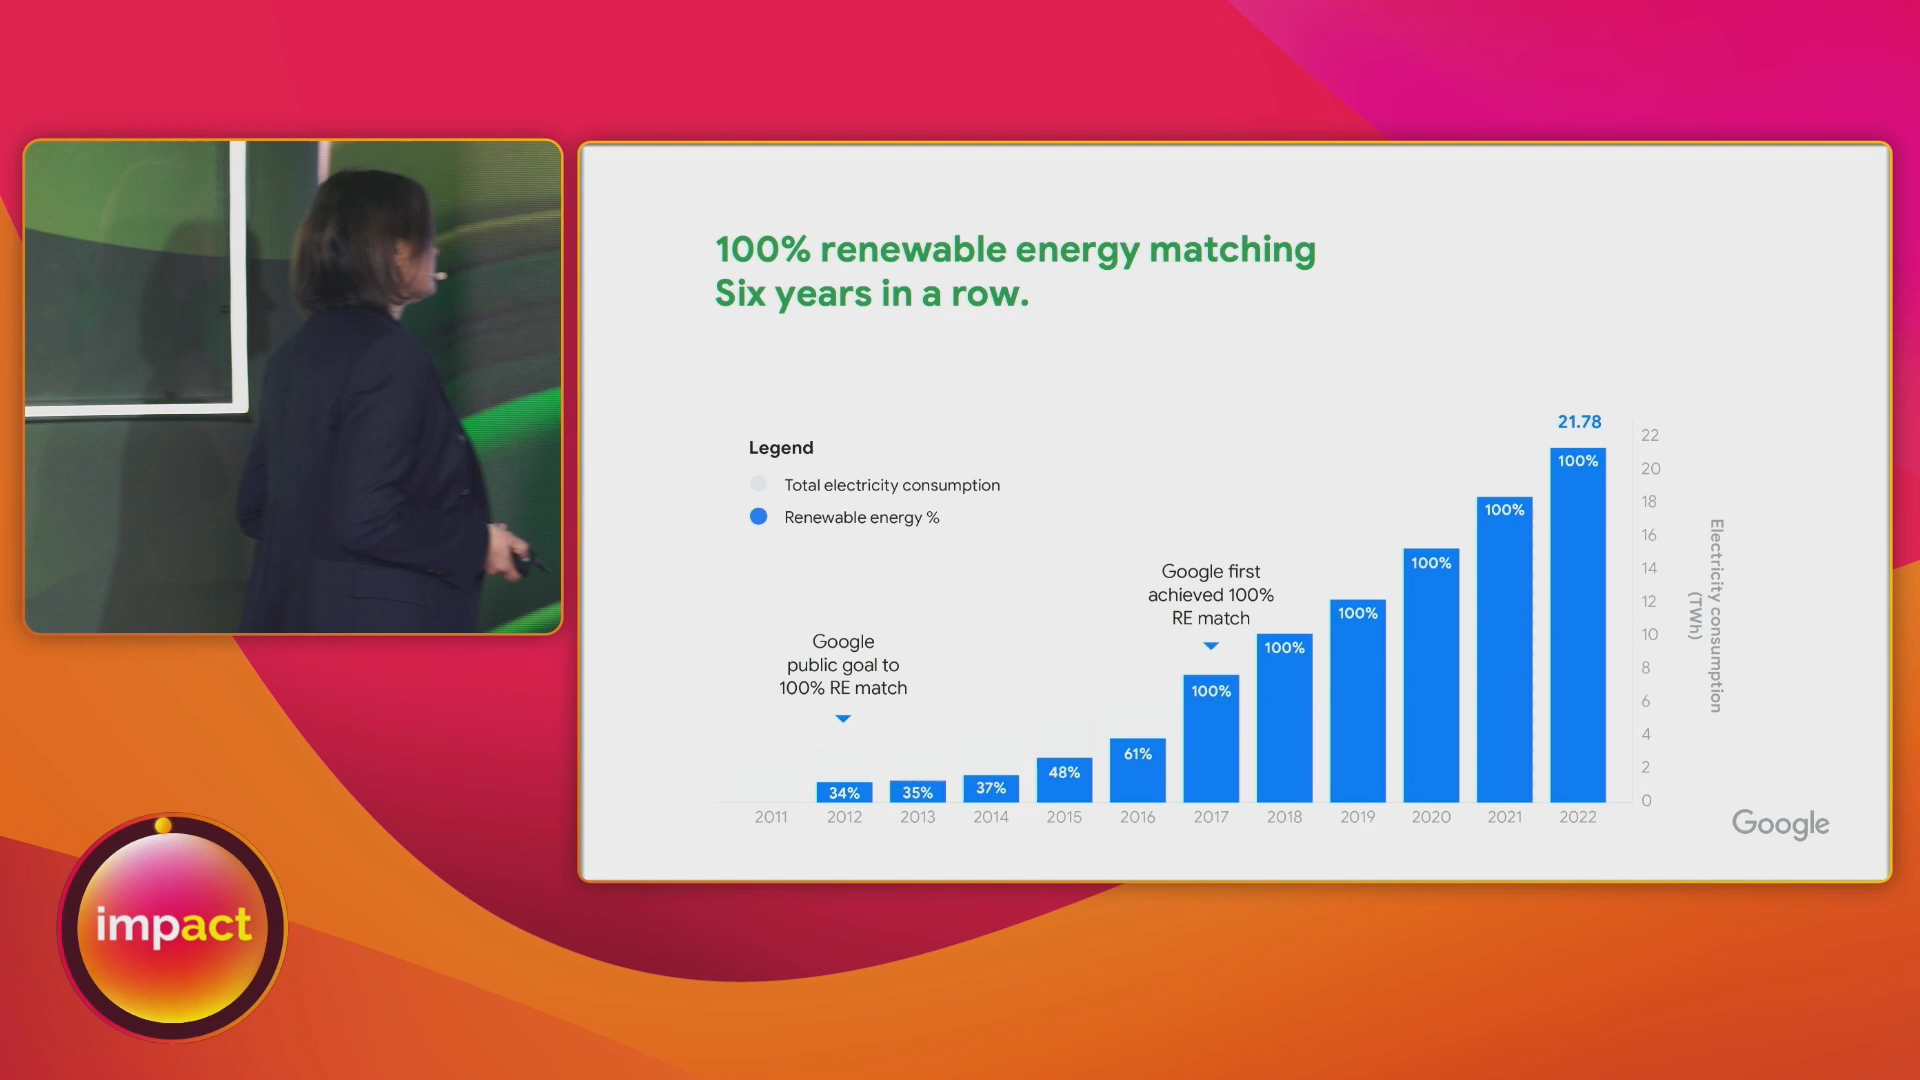 100% renewable energy matching
Six years in a row.
Legend
Total electricity consumption
Renewable energy %
Google
public goal to
100% RE match
Google first
achieved 100%
RE match
21.78
34%
35%
37%
48%
61%
100%
100%
100%
100%
100%
100%
2011
2012
2013
2014
2015
2016
2017
2018
2019
2020
2021
2022
22
20
18
16
14
12
10
8
6
4
2
0
Electricity consumption
(TWh)
Google
impact